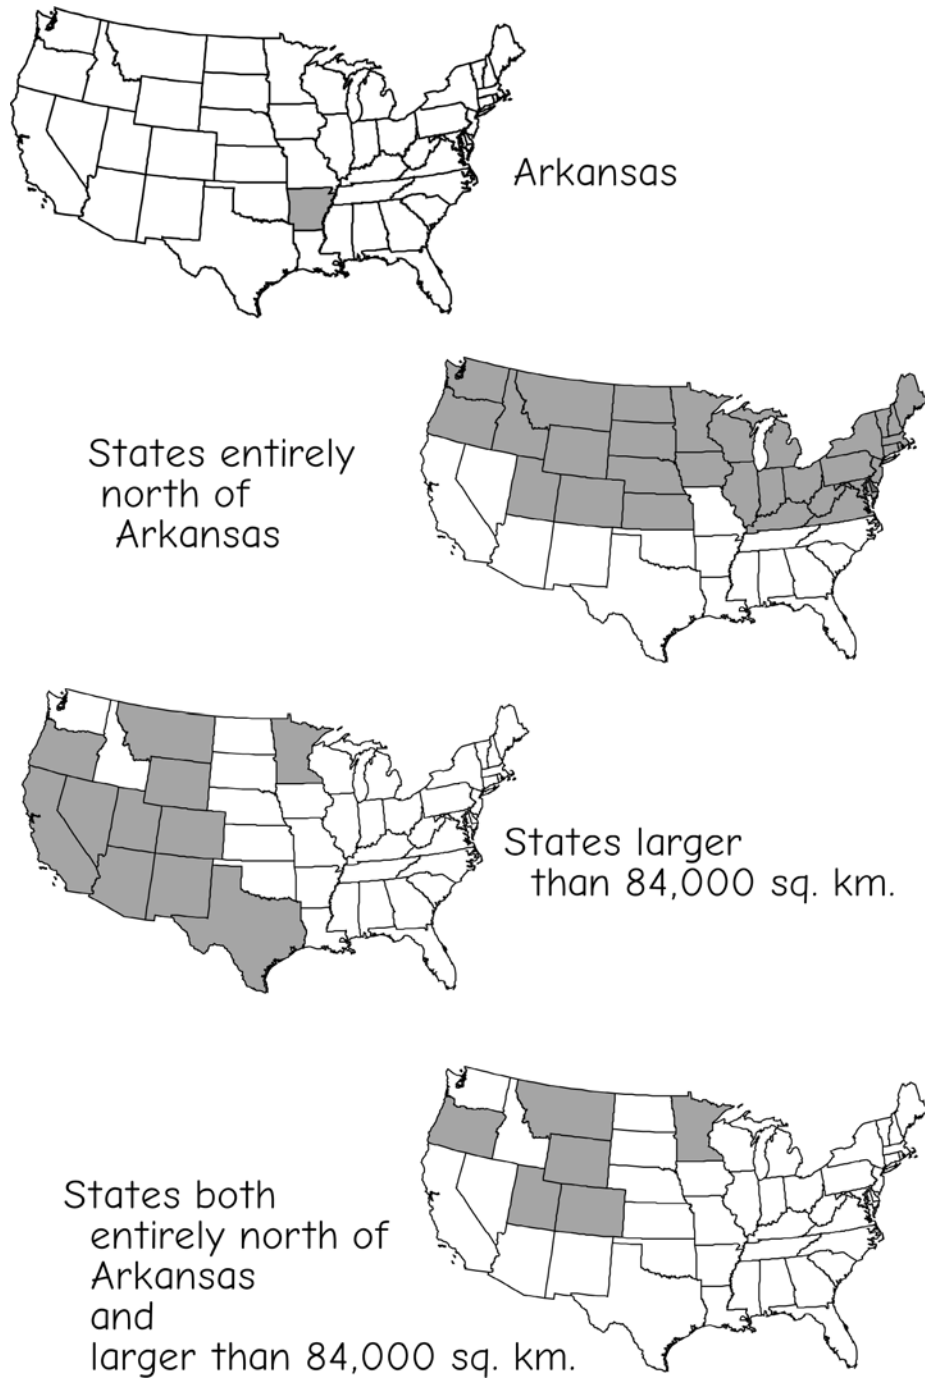 Arkansas
States entirely
north of
Arkansas
States larger
than 84,000 sq. km.
States both
entirely north of
Arkansas
and
larger than 84,000 sq. km.